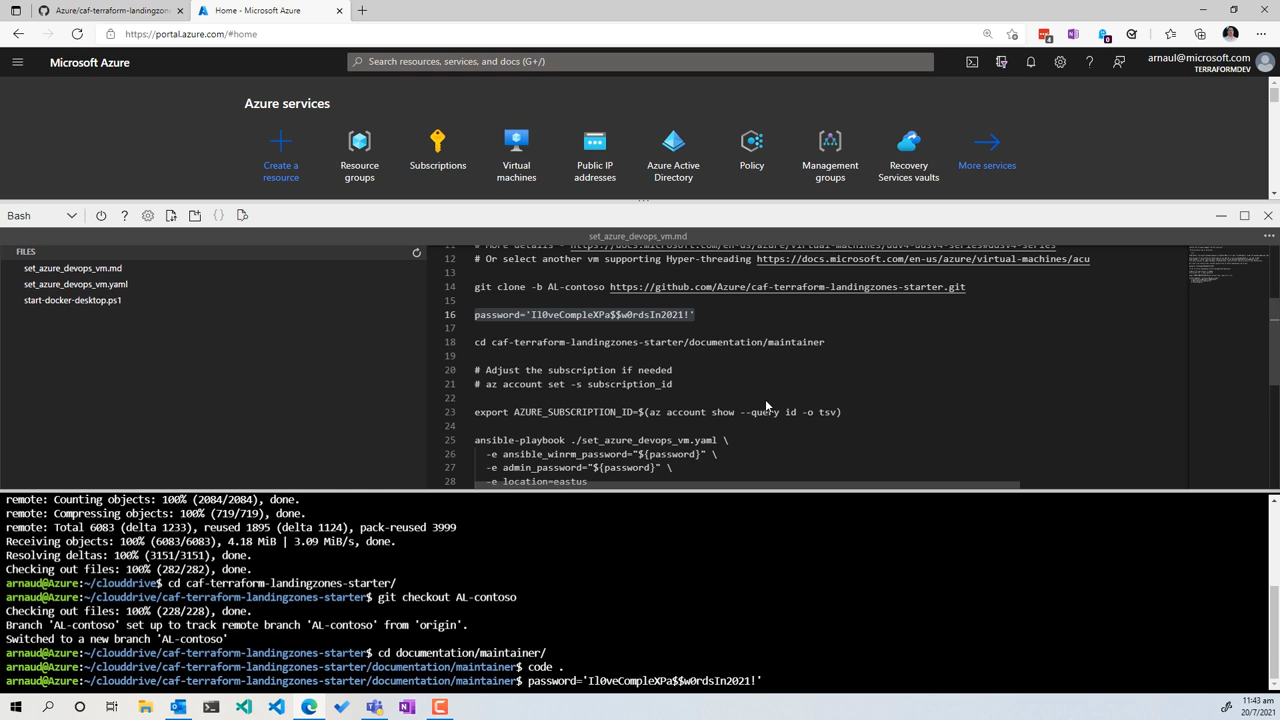 Azure/caf-terraform-landingzone
Home - Microsoft Azure
https://portal.azure.com/#home
Microsoft Azure
Search resources, services, and docs (G+/)
arnaul@microsoft.com
TERRAFORMDEV
Azure services
Create a resource
Resource groups
Subscriptions
Virtual machines
Public IP addresses
Azure Active Directory
Policy
Management groups
Recovery Services vaults
More services
Bash
set_azure_devops_vm.md
FILES
set_azure_devops_vm.md
set_azure_devops_vm.yaml
start-docker-desktop.ps1
12 # Or select another vm supporting Hyper-threading https://docs.microsoft.com/en-us/azure/virtual-machines/acu
13
14 git clone -b AL-contoso https://github.com/Azure/caf-terraform-landingzones-starter.git
15
16 password='Il0veCompleXPa$$w0rdsIn2021!'
17
18 cd caf-terraform-landingzones-starter/documentation/maintainer
19
20 # Adjust the subscription if needed
21 # az account set -s subscription_id
22
23 export AZURE_SUBSCRIPTION_ID=$(az account show --query id -o tsv)
24
25 ansible-playbook ./set_azure_devops_vm.yaml \
26 -e ansible_winrm_password="${password}" \
27 -e admin_password="${password}" \
28 -e location=eastus
remote: Counting objects: 100% (2084/2084), done.
remote: Compressing objects: 100% (719/719), done.
remote: Total 6083 (delta 1233), reused 1895 (delta 1124), pack-reused 3999
Receiving objects: 100% (6083/6083), 4.18 MiB | 3.09 MiB/s, done.
Resolving deltas: 100% (3151/3151), done.
Checking out files: 100% (282/282), done.
arnaud@Azure:~/clouddrive$ cd caf-terraform-landingzones-starter/
arnaud@Azure:~/clouddrive/caf-terraform-landingzones-starter$ git checkout AL-contoso
Checking out files: 100% (228/228), done.
Branch 'AL-contoso' set up to track remote branch 'AL-contoso' from 'origin'.
Switched to a new branch 'AL-contoso'
arnaud@Azure:~/clouddrive/caf-terraform-landingzones-starter$ cd documentation/maintainer/
arnaud@Azure:~/clouddrive/caf-terraform-landingzones-starter/documentation/maintainer$ code .
arnaud@Azure:~/clouddrive/caf-terraform-landingzones-starter/documentation/maintainer$ password='Il0veCompleXPa$$w0rdsIn2021!'
11:43 am
20/7/2021